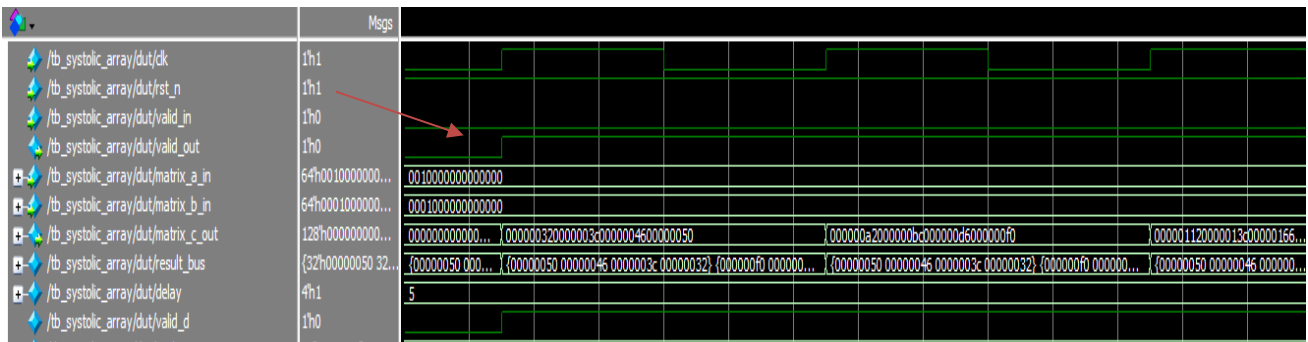 Msgs
/tb_systolic_array/dut/clk 1'h1
/tb_systolic_array/dut/rst_n 1'h1
/tb_systolic_array/dut/valid_in 1'h0
/tb_systolic_array/dut/valid_out 1'h0
/tb_systolic_array/dut/matrix_a_in 64'h0010000000... 0010000000000000
/tb_systolic_array/dut/matrix_b_in 64'h0001000000... 0001000000000000
/tb_systolic_array/dut/matrix_c_out 128'h000000000... 000000000000... 000000320000003c0000004600000050 000000a2000000bc000000d6000000f0 000001120000013c00000166...
/tb_systolic_array/dut/result_bus {32'h00000050 32... {00000050 000... {00000050 00000046 0000003c 00000032} {000000f0 000000... {00000050 00000046 0000003c 00000032} {000000f0 000000... {00000050 00000046 000000...
/tb_systolic_array/dut/delay 4'h1 5
/tb_systolic_array/dut/valid_d 1'h0